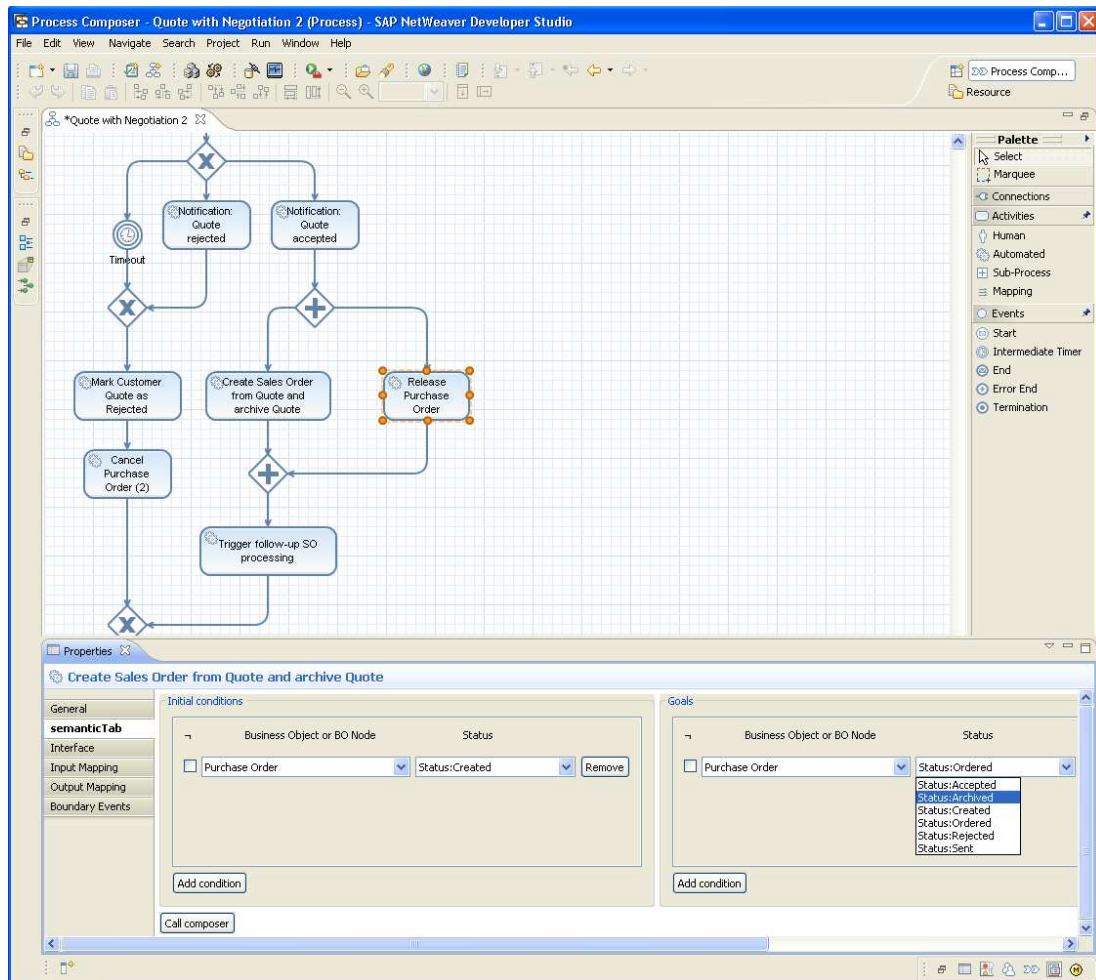 Process Composer - Quote with Negotiation 2 (Process) - SAP NetWeaver Developer Studio
File Edit View Navigate Search Project Run Window Help
Process Comp...
Resource
*Quote with Negotiation 2
Palette
Select
Marquee
Connections
Activities
Human
Automated
Sub-Process
Mapping
Events
Start
Intermediate Timer
End
Error End
Termination
Notification:
Quote
rejected
Notification:
Quote
accepted
Timeout
Mark Customer
Quote as
Rejected
Create Sales Order
from Quote and
archive Quote
Release
Purchase
Order
Cancel
Purchase
Order (2)
Trigger follow-up SO
processing
Properties
Create Sales Order from Quote and archive Quote
General
semanticTab
Interface
Input Mapping
Output Mapping
Boundary Events
Initial conditions
¬ Business Object or BO Node Status
Purchase Order Status:Created Remove
Add condition
Call composer
Goals
¬ Business Object or BO Node Status
Purchase Order Status:Ordered
Status:Accepted
Status:Archived
Status:Created
Status:Ordered
Status:Rejected
Status:Sent
Add condition